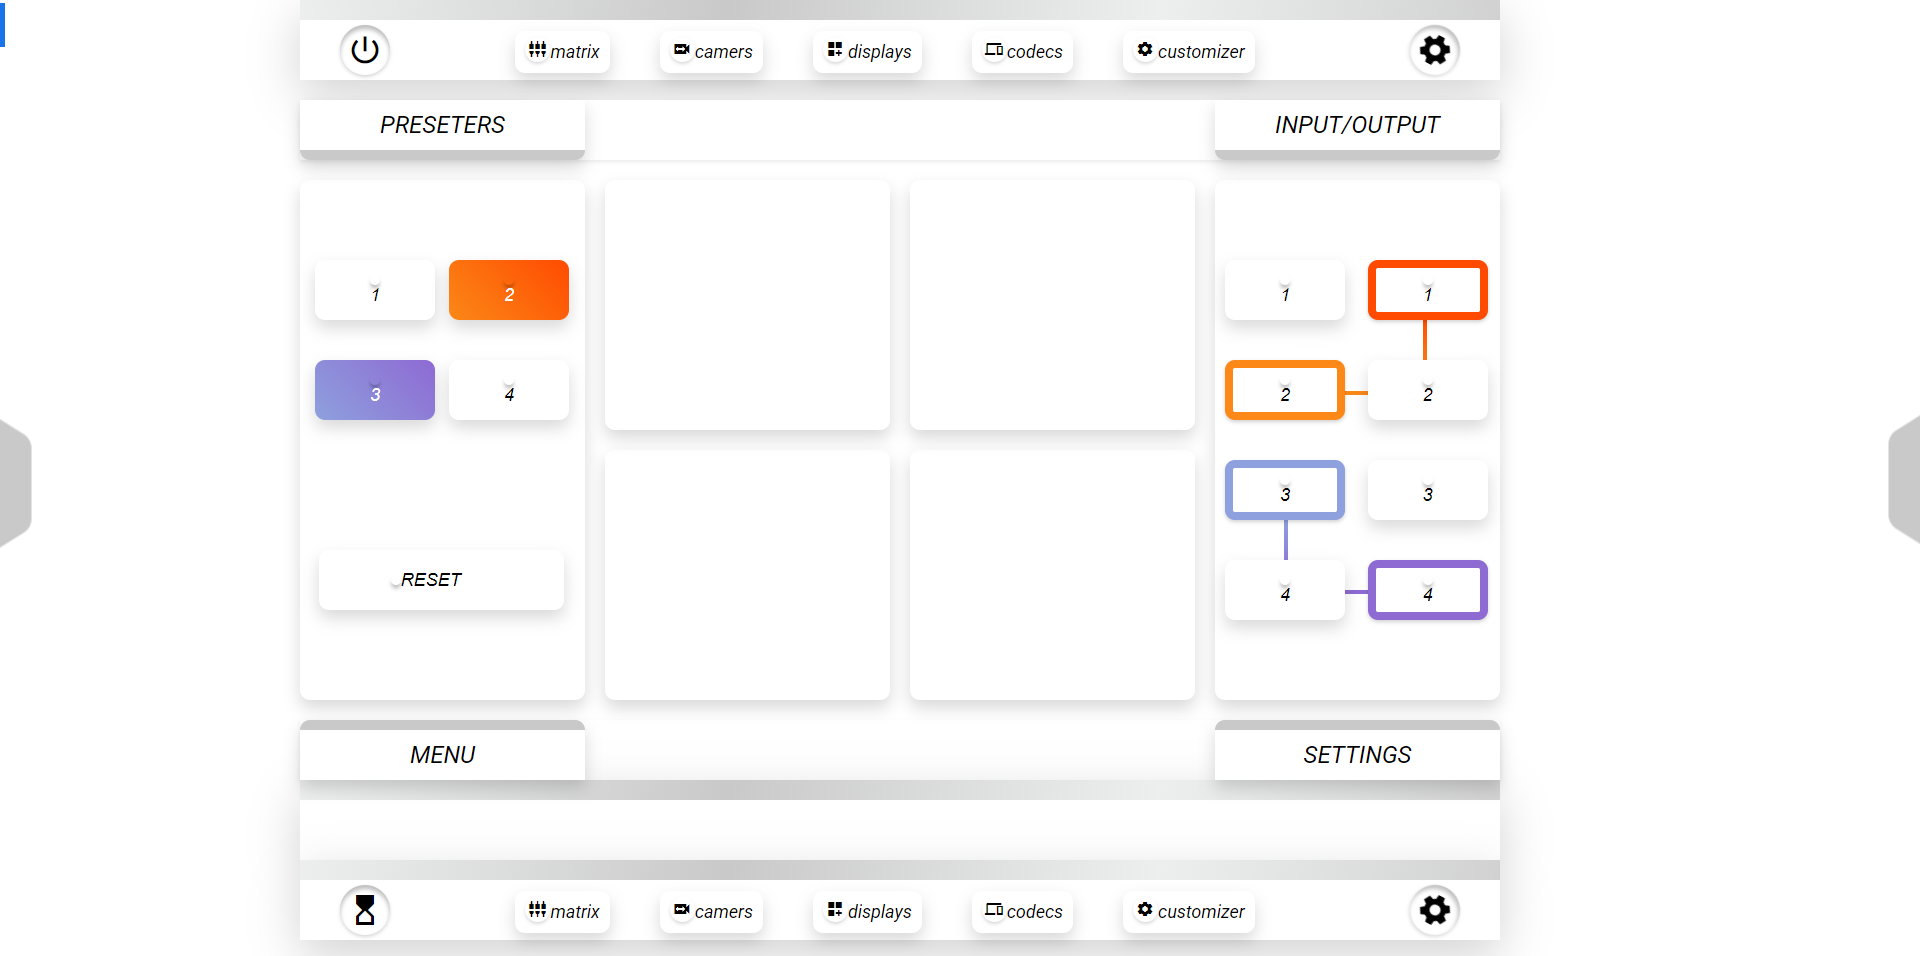 matrix camers displays codecs customizer
PRESETERS INPUT/OUTPUT
1 2 1 1
3 4 2 2
3 3
RESET 4 4
MENU SETTINGS
matrix camers displays codecs customizer